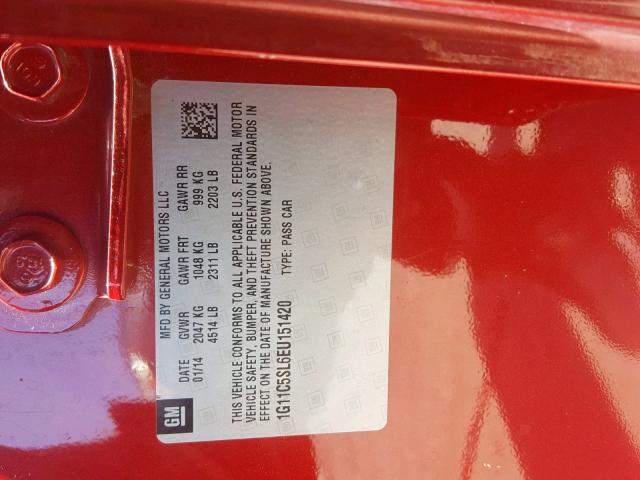 GM
MFD BY GENERAL MOTORS LLC
DATE GVWR GAWR FRT GAWR RR
01/14 2047 KG 1048 KG 999 KG
4514 LB 2311 LB 2203 LB
THIS VEHICLE CONFORMS TO ALL APPLICABLE U.S. FEDERAL MOTOR
VEHICLE SAFETY, BUMPER, AND THEFT PREVENTION STANDARDS IN
EFFECT ON THE DATE OF MANUFACTURE SHOWN ABOVE.
1G11C5SL6EU151420 TYPE: PASS CAR